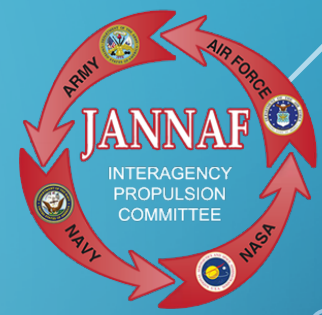 ARMY
AIR FORCE
JANNAF
INTERAGENCY
PROPULSION
COMMITTEE
NAVY
NASA